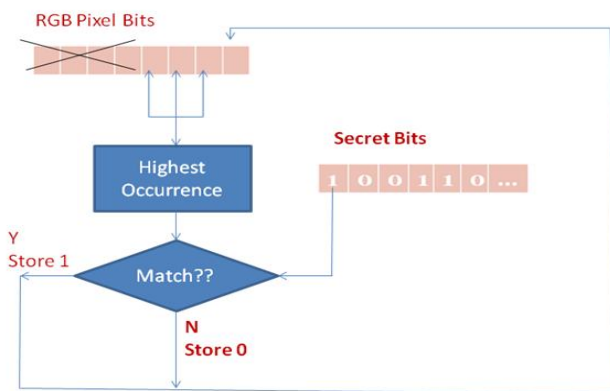 RGB Pixel Bits
Secret Bits
Highest
Occurrence
1 0 0 1 1 0 ...
Y
Store 1
Match??
N
Store 0